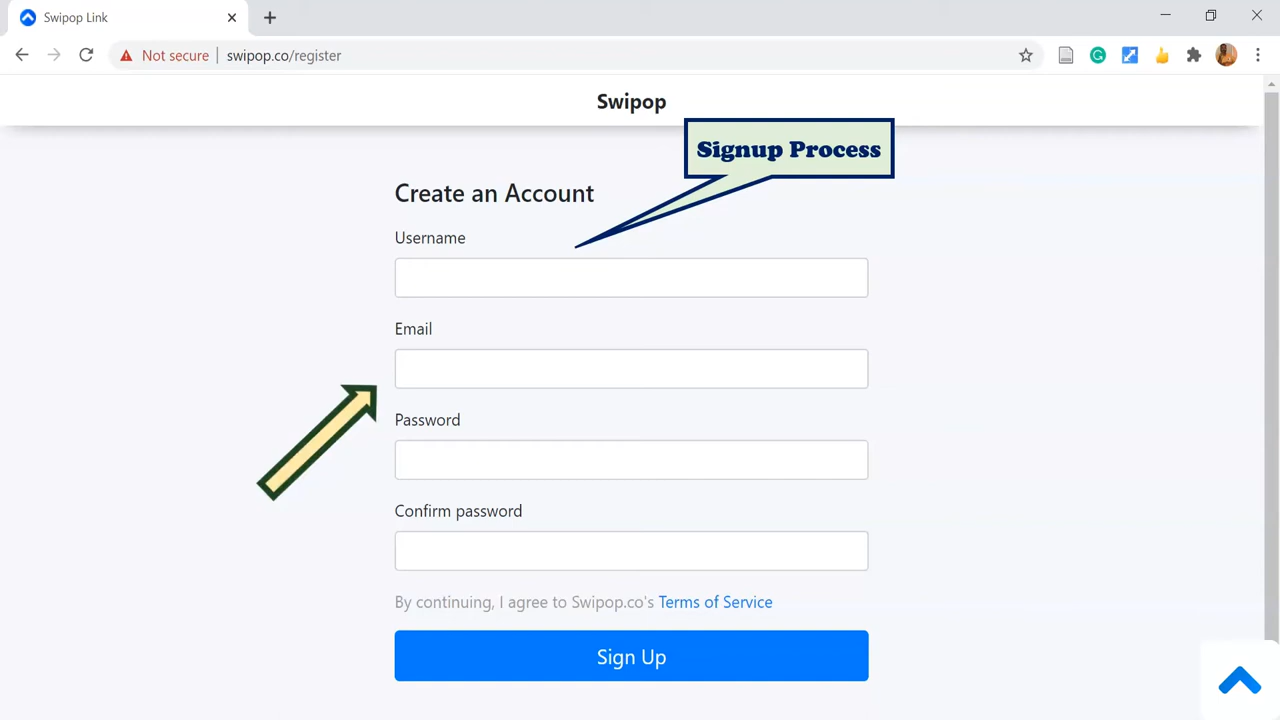 Swipop Link
Not secure
swipop.co/register
Swipop
Signup Process
Create an Account
Username
Email
Password
Confirm password
By continuing, I agree to Swipop.co's Terms of Service
Sign Up